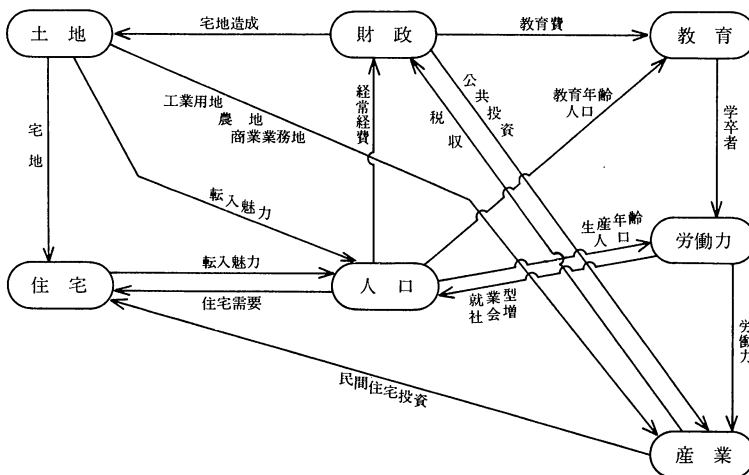 土地
宅地造成
財政
教育費
教育
工業用地
農地
商業業務地
経常経費
公共投資
税収
教育年齢
人口
学卒者
宅地
転入魅力
生産年齢
人口
労働力
住宅
転入魅力
人口
住宅需要
就業型
社会増
労働力
民間住宅投資
産業